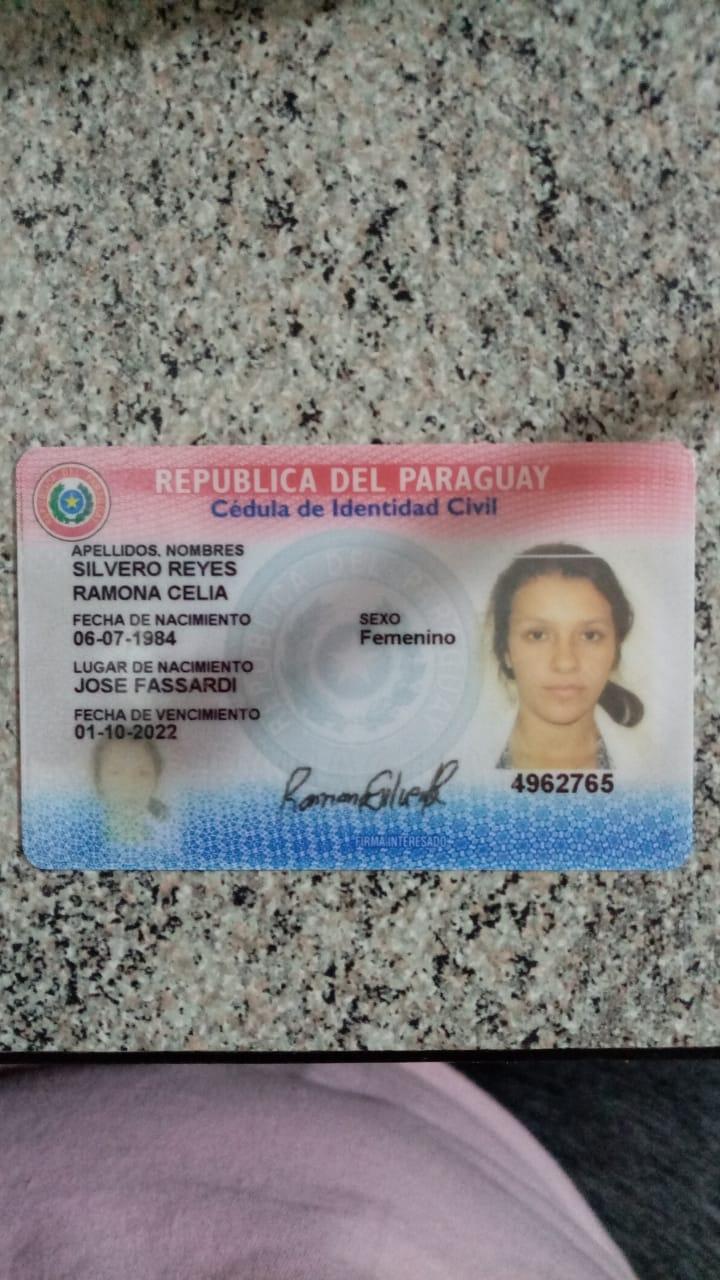 REPUBLICA DEL PARAGUAY
Cédula de Identidad Civil
APELLIDOS, NOMBRES
SILVERO REYES
RAMONA CELIA
FECHA DE NACIMIENTO
06-07-1984
SEXO
Femenino
LUGAR DE NACIMIENTO
JOSE FASSARDI
FECHA DE VENCIMIENTO
01-10-2022
4962765
FIRMA INTERESADO